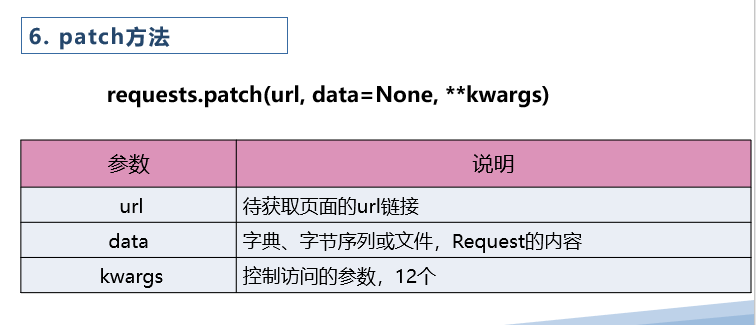 6. patch方法
requests.patch(url, data=None, **kwargs)
参数 说明
url 待获取页面的url链接
data 字典、字节序列或文件，Request的内容
kwargs 控制访问的参数，12个